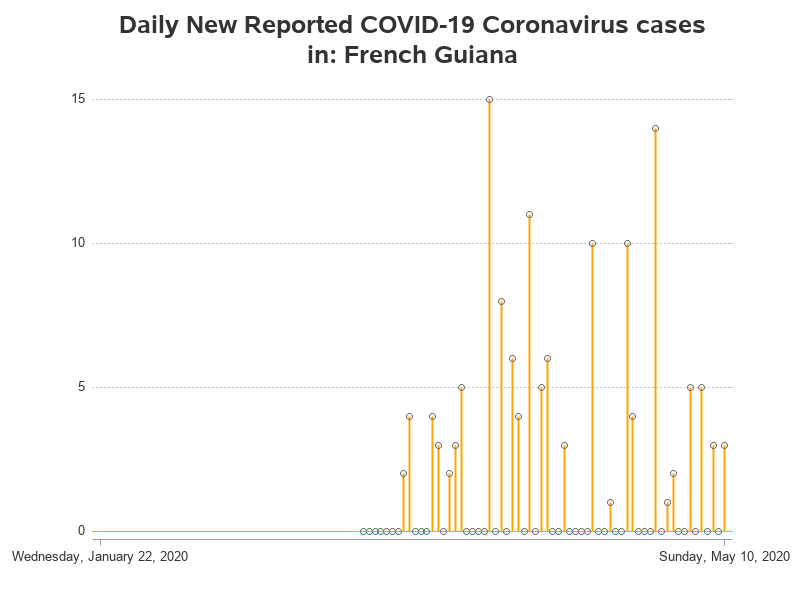 Daily New Reported COVID-19 Coronavirus cases
in: French Guiana
15
10
5
0
Wednesday, January 22, 2020
Sunday, May 10, 2020